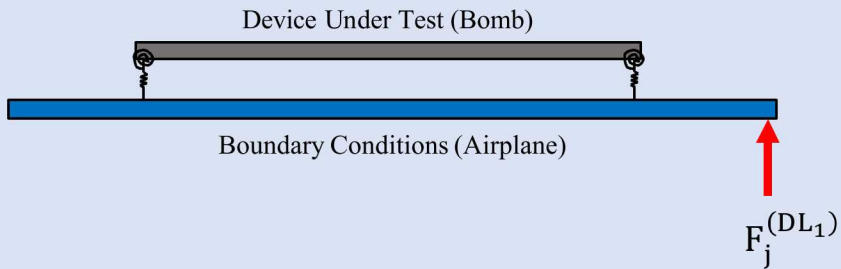 Device Under Test (Bomb)
Boundary Conditions (Airplane)
F_j^(DL_1)